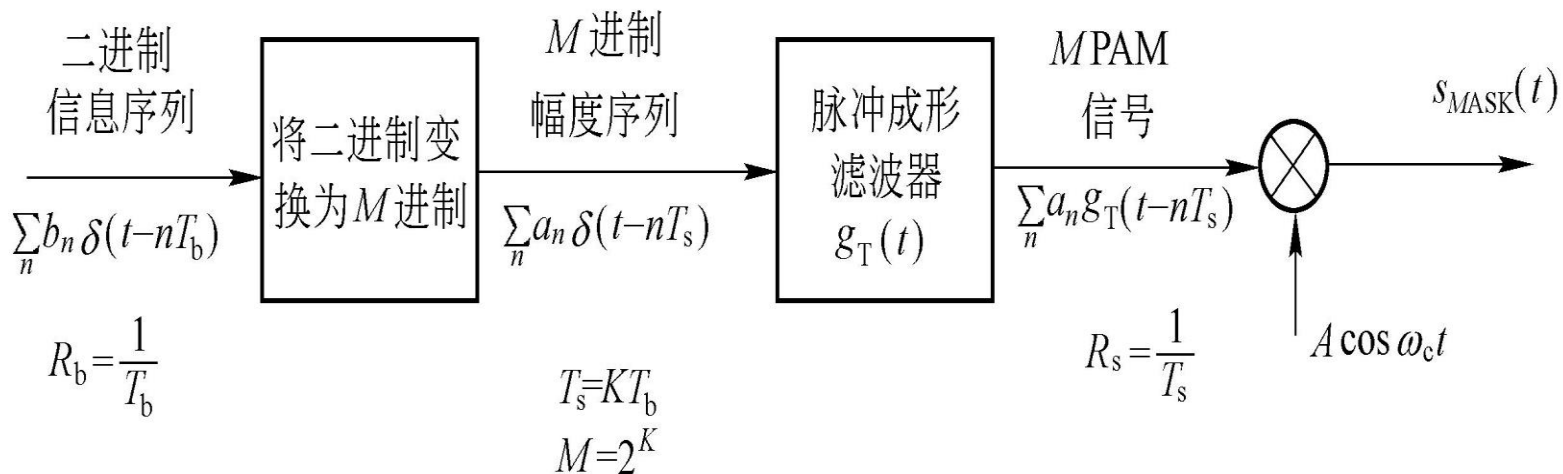 二进制
信息序列
∑_n b_n δ(t−nT_b)
R_b=1/T_b
将二进制变
换为M进制
M进制
幅度序列
∑_n a_n δ(t−nT_s)
T_s=KT_b
M=2^K
脉冲成形
滤波器
g_T(t)
MPAM
信号
∑_n a_n g_T(t−nT_s)
R_s=1/T_s
s_MASK(t)
A cos ω_c t